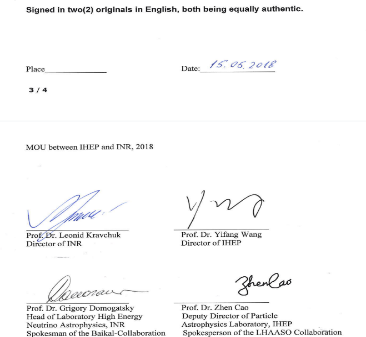 Signed in two(2) originals in English, both being equally authentic.
Place____________ Date: 15.05.2018
3 / 4
MOU between IHEP and INR, 2018
Prof. Dr. Leonid Kravchuk
Director of INR
Prof. Dr. Yifang Wang
Director of IHEP
Zhen Cao
Prof. Dr. Grigory Domogatsky
Head of Laboratory High Energy
Neutrino Astrophysics, INR
Spokesman of the Baikal-Collaboration
Prof. Dr. Zhen Cao
Deputy Director of Particle
Astrophysics Laboratory, IHEP
Spokesperson of the LHAASO Collaboration